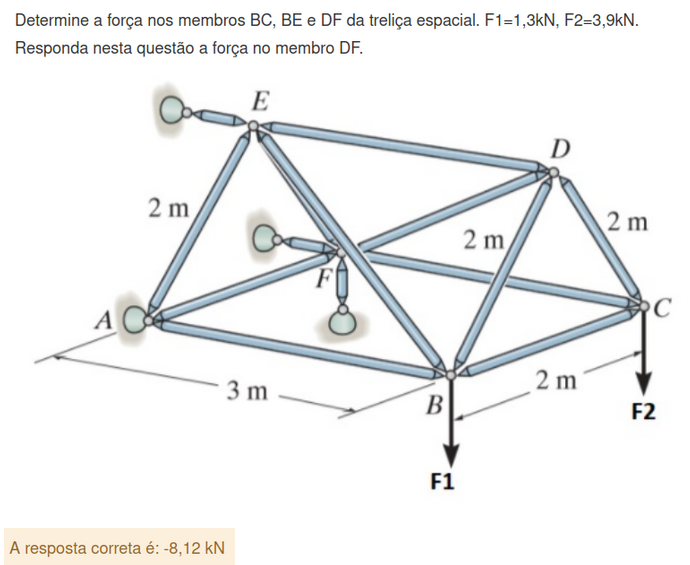 Determine a força nos membros BC, BE e DF da treliça espacial. F1=1,3kN, F2=3,9kN.
Responda nesta questão a força no membro DF.
E
D
2 m
2 m
2 m
F
A
C
3 m
2 m
B
F2
F1
A resposta correta é: -8,12 kN